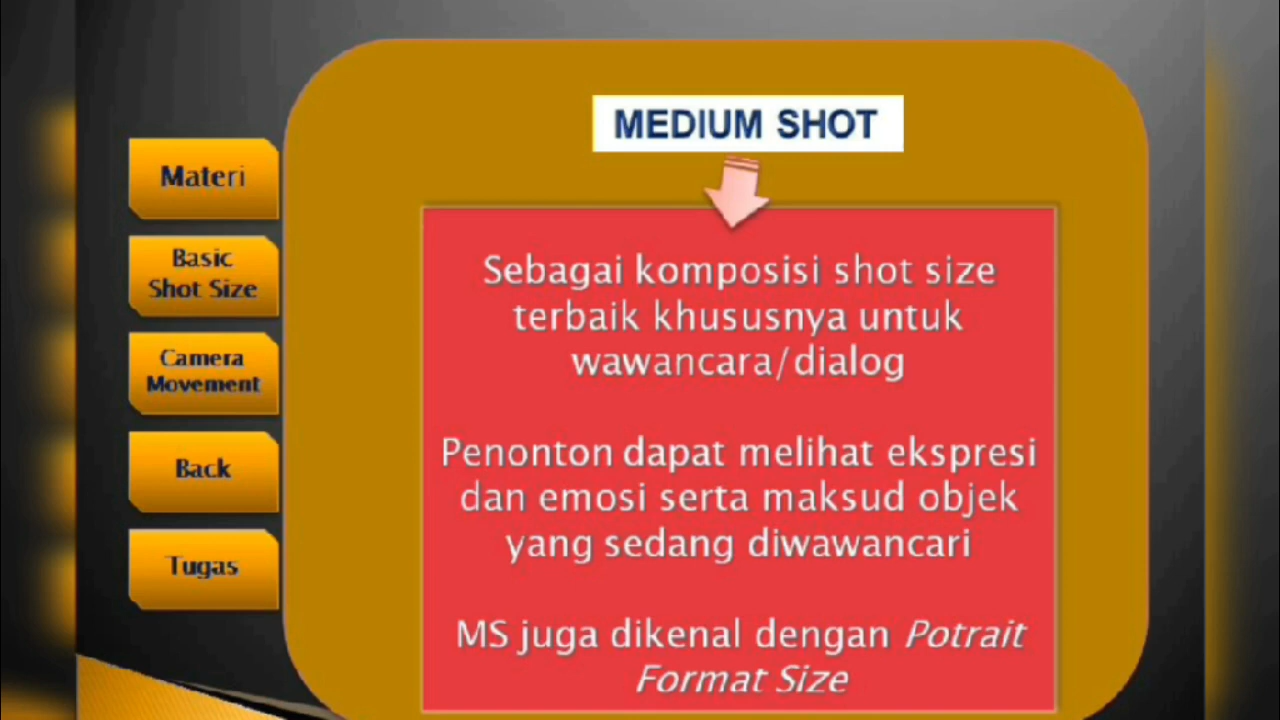 MEDIUM SHOT
Materi
Basic
Shot Size
Camera
Movement
Back
Tugas
Sebagai komposisi shot size
terbaik khususnya untuk
wawancara/dialog
Penonton dapat melihat ekspresi
dan emosi serta maksud objek
yang sedang diwawancari
MS juga dikenal dengan Potrait
Format Size